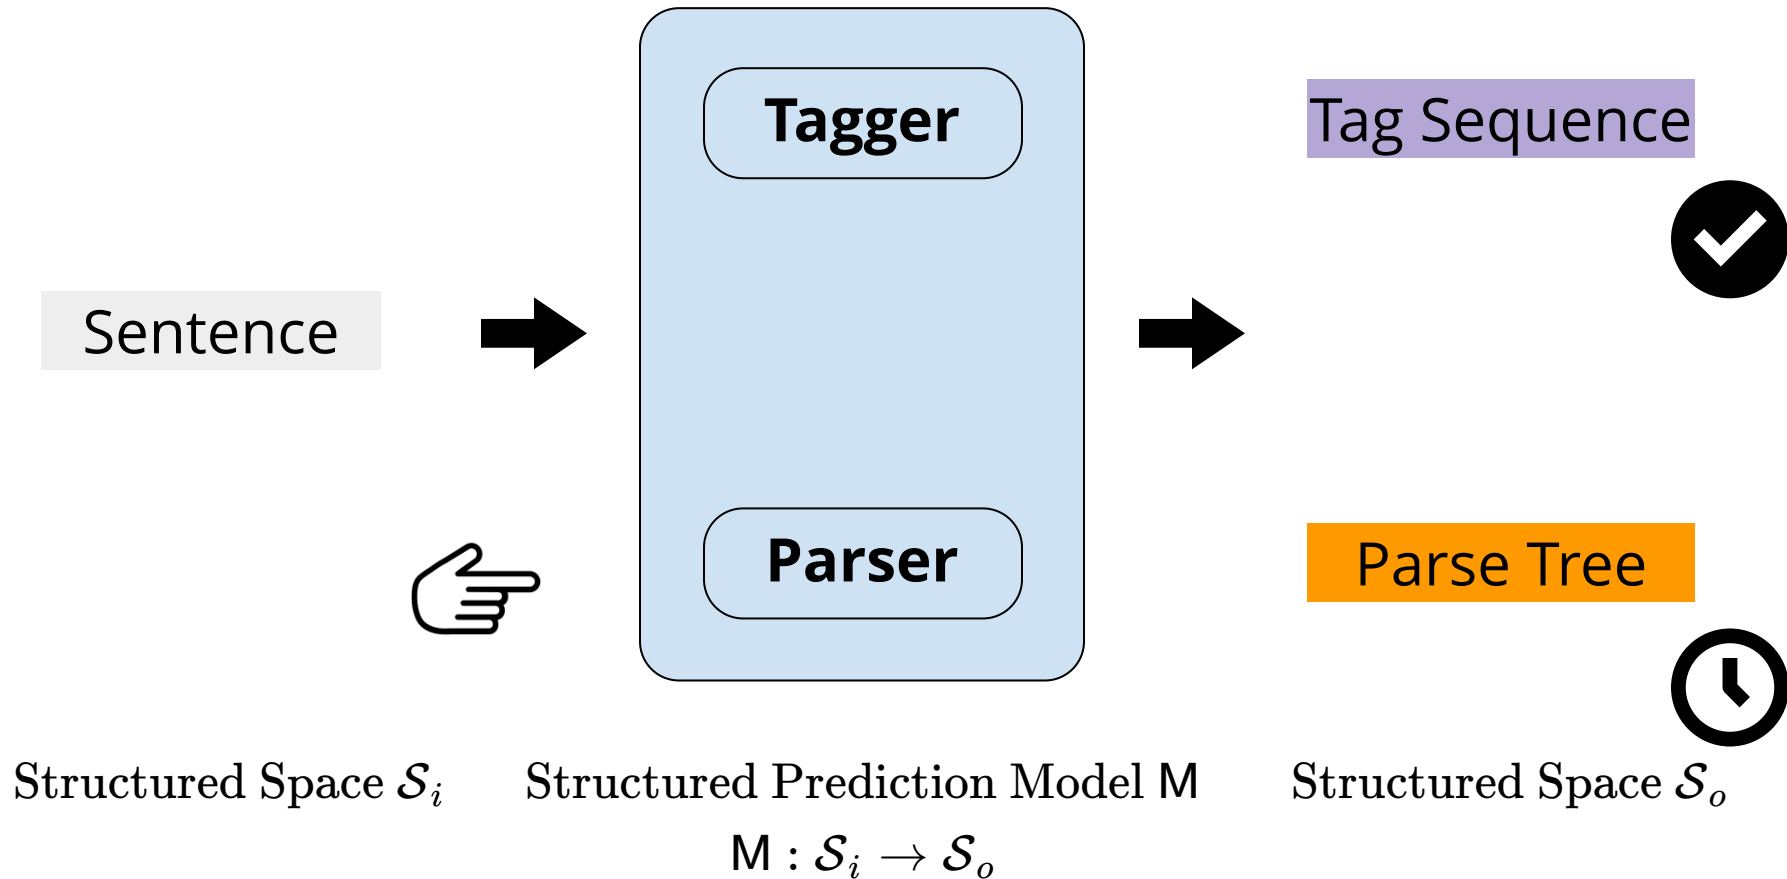 Tagger
Tag Sequence
Sentence
Parser
Parse Tree
Structured Space 𝒮ᵢ
Structured Prediction Model M
Structured Space 𝒮ₒ
M : 𝒮ᵢ → 𝒮ₒ